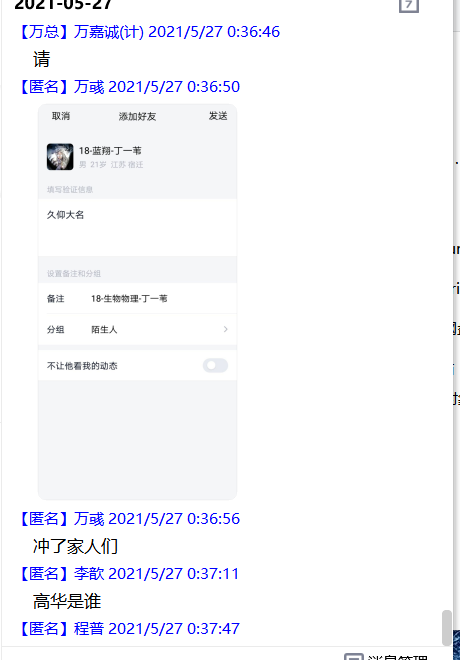 2021-05-27
7
【万总】万嘉诚(计) 2021/5/27 0:36:46
请
【匿名】万彧 2021/5/27 0:36:50
取消 添加好友 发送
18-蓝翔-丁一苇
男 21岁 江苏 宿迁
填写验证信息
久仰大名
设置备注和分组
备注 18-生物物理-丁一苇
分组 陌生人
不让他看我的动态
【匿名】万彧 2021/5/27 0:36:56
冲了家人们
【匿名】李歆 2021/5/27 0:37:11
高华是谁
【匿名】程普 2021/5/27 0:37:47